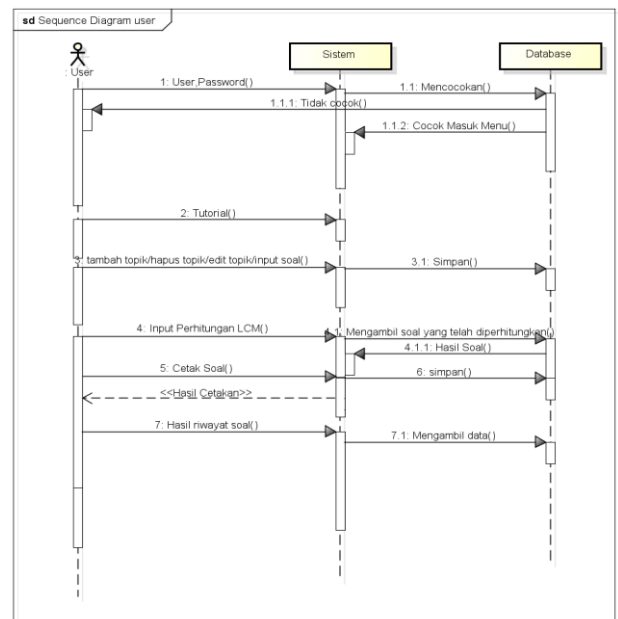 sd Sequence Diagram user
: User
Sistem
Database
1: User,Password()
1.1: Mencocokan()
1.1.1: Tidak cocok()
1.1.2: Cocok Masuk Menu()
2: Tutorial()
3: tambah topik/hapus topik/edit topik/input soal()
3.1: Simpan()
4: Input Perhitungan LCM()
4.1: Mengambil soal yang telah diperhitungkan()
4.1.1: Hasil Soal()
5: Cetak Soal()
6: simpan()
<<Hasil Cetakan>>
7: Hasil riwayat soal()
7.1: Mengambil data()